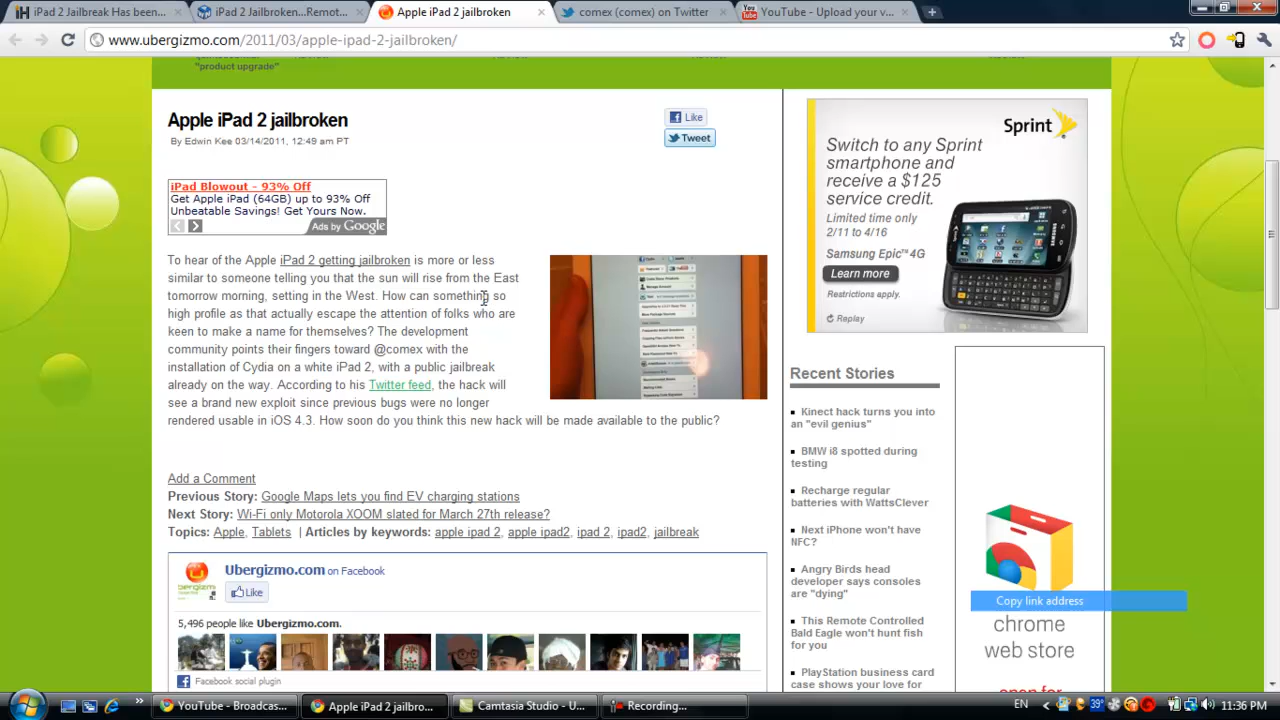 iPad 2 Jailbreak Has been...
iPad 2 Jailbroken...Remot...
Apple iPad 2 jailbroken
comex (comex) on Twitter
YouTube - Upload your v...
www.ubergizmo.com/2011/03/apple-ipad-2-jailbroken/
"product upgrade"
Apple iPad 2 jailbroken
By Edwin Kee 03/14/2011, 12:49 am PT
Like
Tweet
iPad Blowout - 93% Off
Get Apple iPad (64GB) up to 93% Off
Unbeatable Savings! Get Yours Now.
Ads by Google
To hear of the Apple iPad 2 getting jailbroken is more or less
similar to someone telling you that the sun will rise from the East
tomorrow morning, setting in the West. How can something so
high profile as that actually escape the attention of folks who are
keen to make a name for themselves? The development
community points their fingers toward @comex with the
installation of Cydia on a white iPad 2, with a public jailbreak
already on the way. According to his Twitter feed, the hack will
see a brand new exploit since previous bugs were no longer
rendered usable in iOS 4.3. How soon do you think this new hack will be made available to the public?
Add a Comment
Previous Story: Google Maps lets you find EV charging stations
Next Story: Wi-Fi only Motorola XOOM slated for March 27th release?
Topics: Apple, Tablets | Articles by keywords: apple ipad 2, apple ipad2, ipad 2, ipad2, jailbreak
Ubergizmo.com on Facebook
Like
5,496 people like Ubergizmo.com.
Facebook social plugin
Sprint
Switch to any Sprint
smartphone and
receive a $125
service credit.
Limited time only
2/11 to 4/16
Samsung Epic™ 4G
Learn more
Restrictions apply.
Replay
Recent Stories
Kinect hack turns you into
an "evil genius"
BMW i8 spotted during
testing
Recharge regular
batteries with WattsClever
Next iPhone won't have
NFC?
Angry Birds head
developer says consoles
are "dying"
This Remote Controlled
Bald Eagle won't hunt fish
for you
PlayStation business card
case shows your love for
Copy link address
chrome
web store
open for
YouTube - Broadcas...
Apple iPad 2 jailbro...
Camtasia Studio - U...
Recording...
EN
39°
11:36 PM